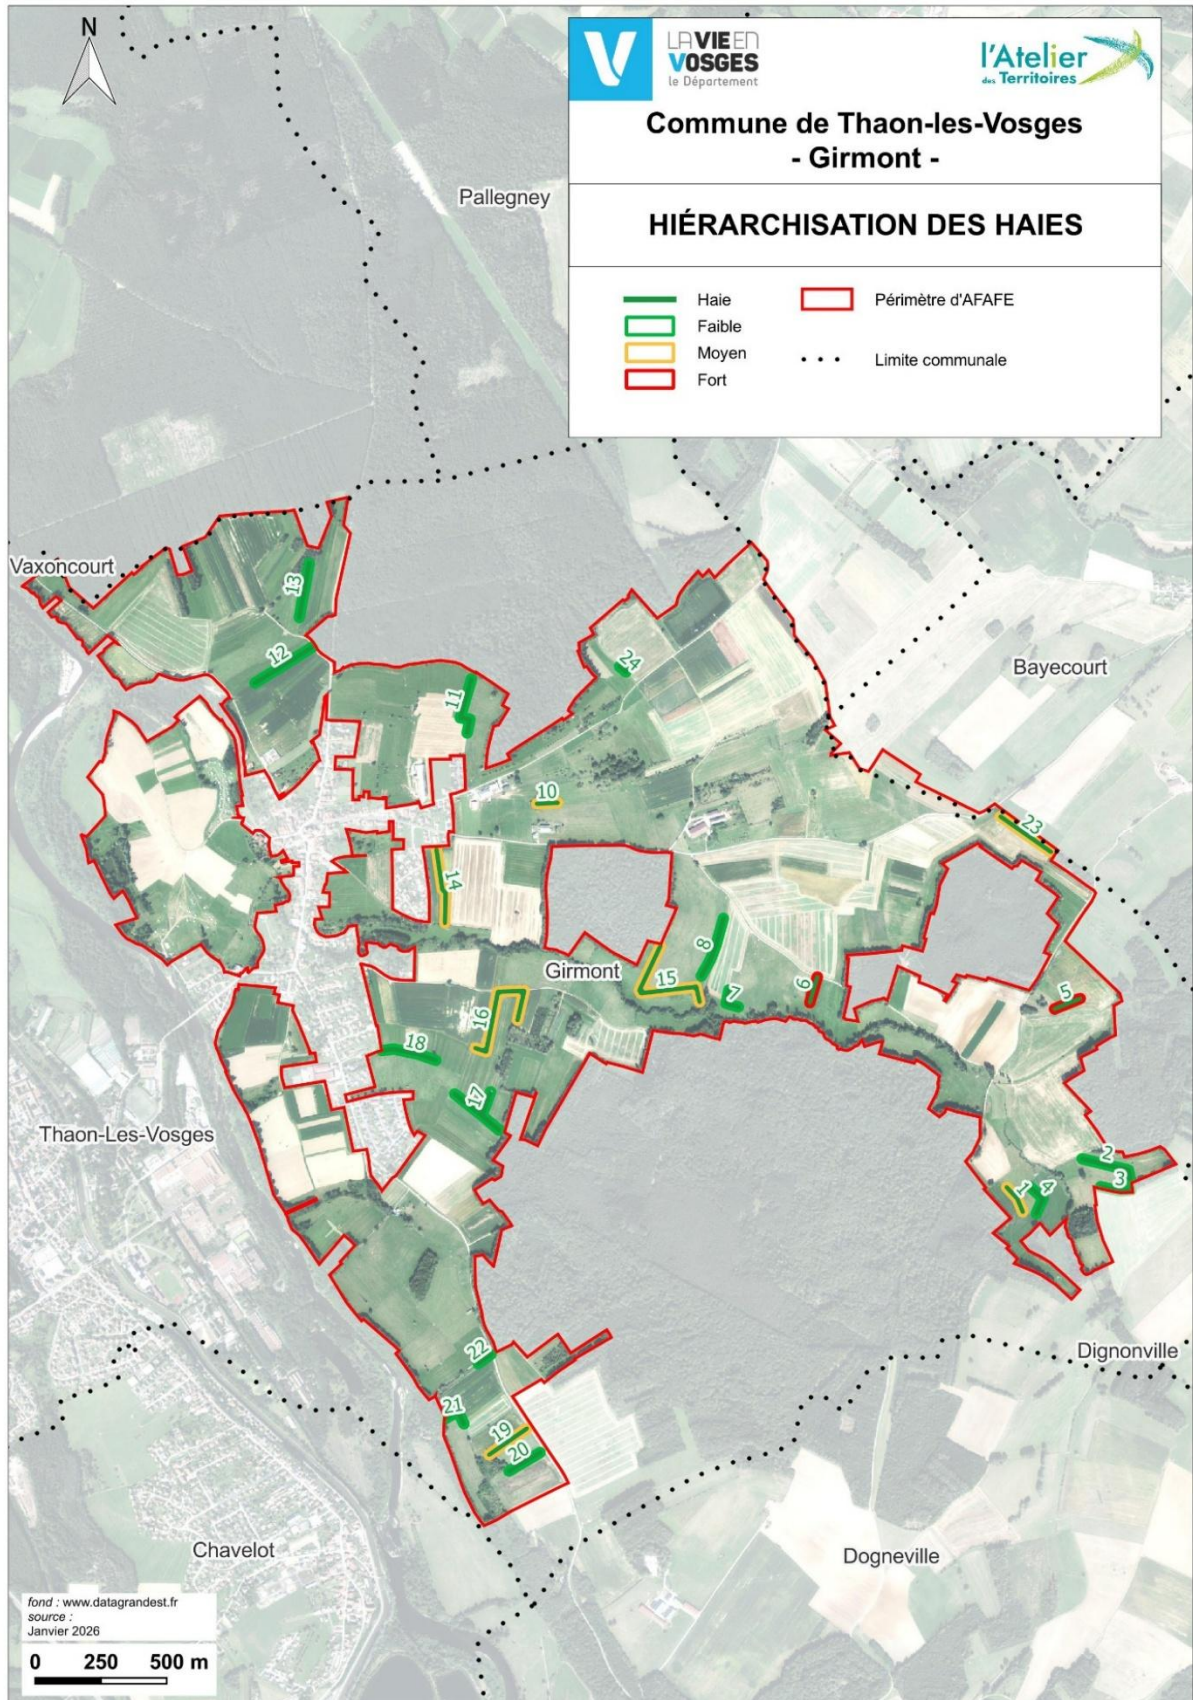 N
LA VIE EN
VOSGES
le Département
l'Atelier
des Territoires
Commune de Thaon-les-Vosges
- Girmont -
HIÉRARCHISATION DES HAIES
Haie
Faible
Moyen
Fort
Périmètre d'AFAFE
Limite communale
Pallegney
Vaxoncourt
13
12
24
11
Bayecourt
10
23
14
8
Girmont
15
6
7
5
16
18
17
Thaon-Les-Vosges
2
3
1
4
22
Dignonville
21
19
20
Chavelot
Dogneville
fond : www.datagrandest.fr
source :
Janvier 2026
0 250 500 m